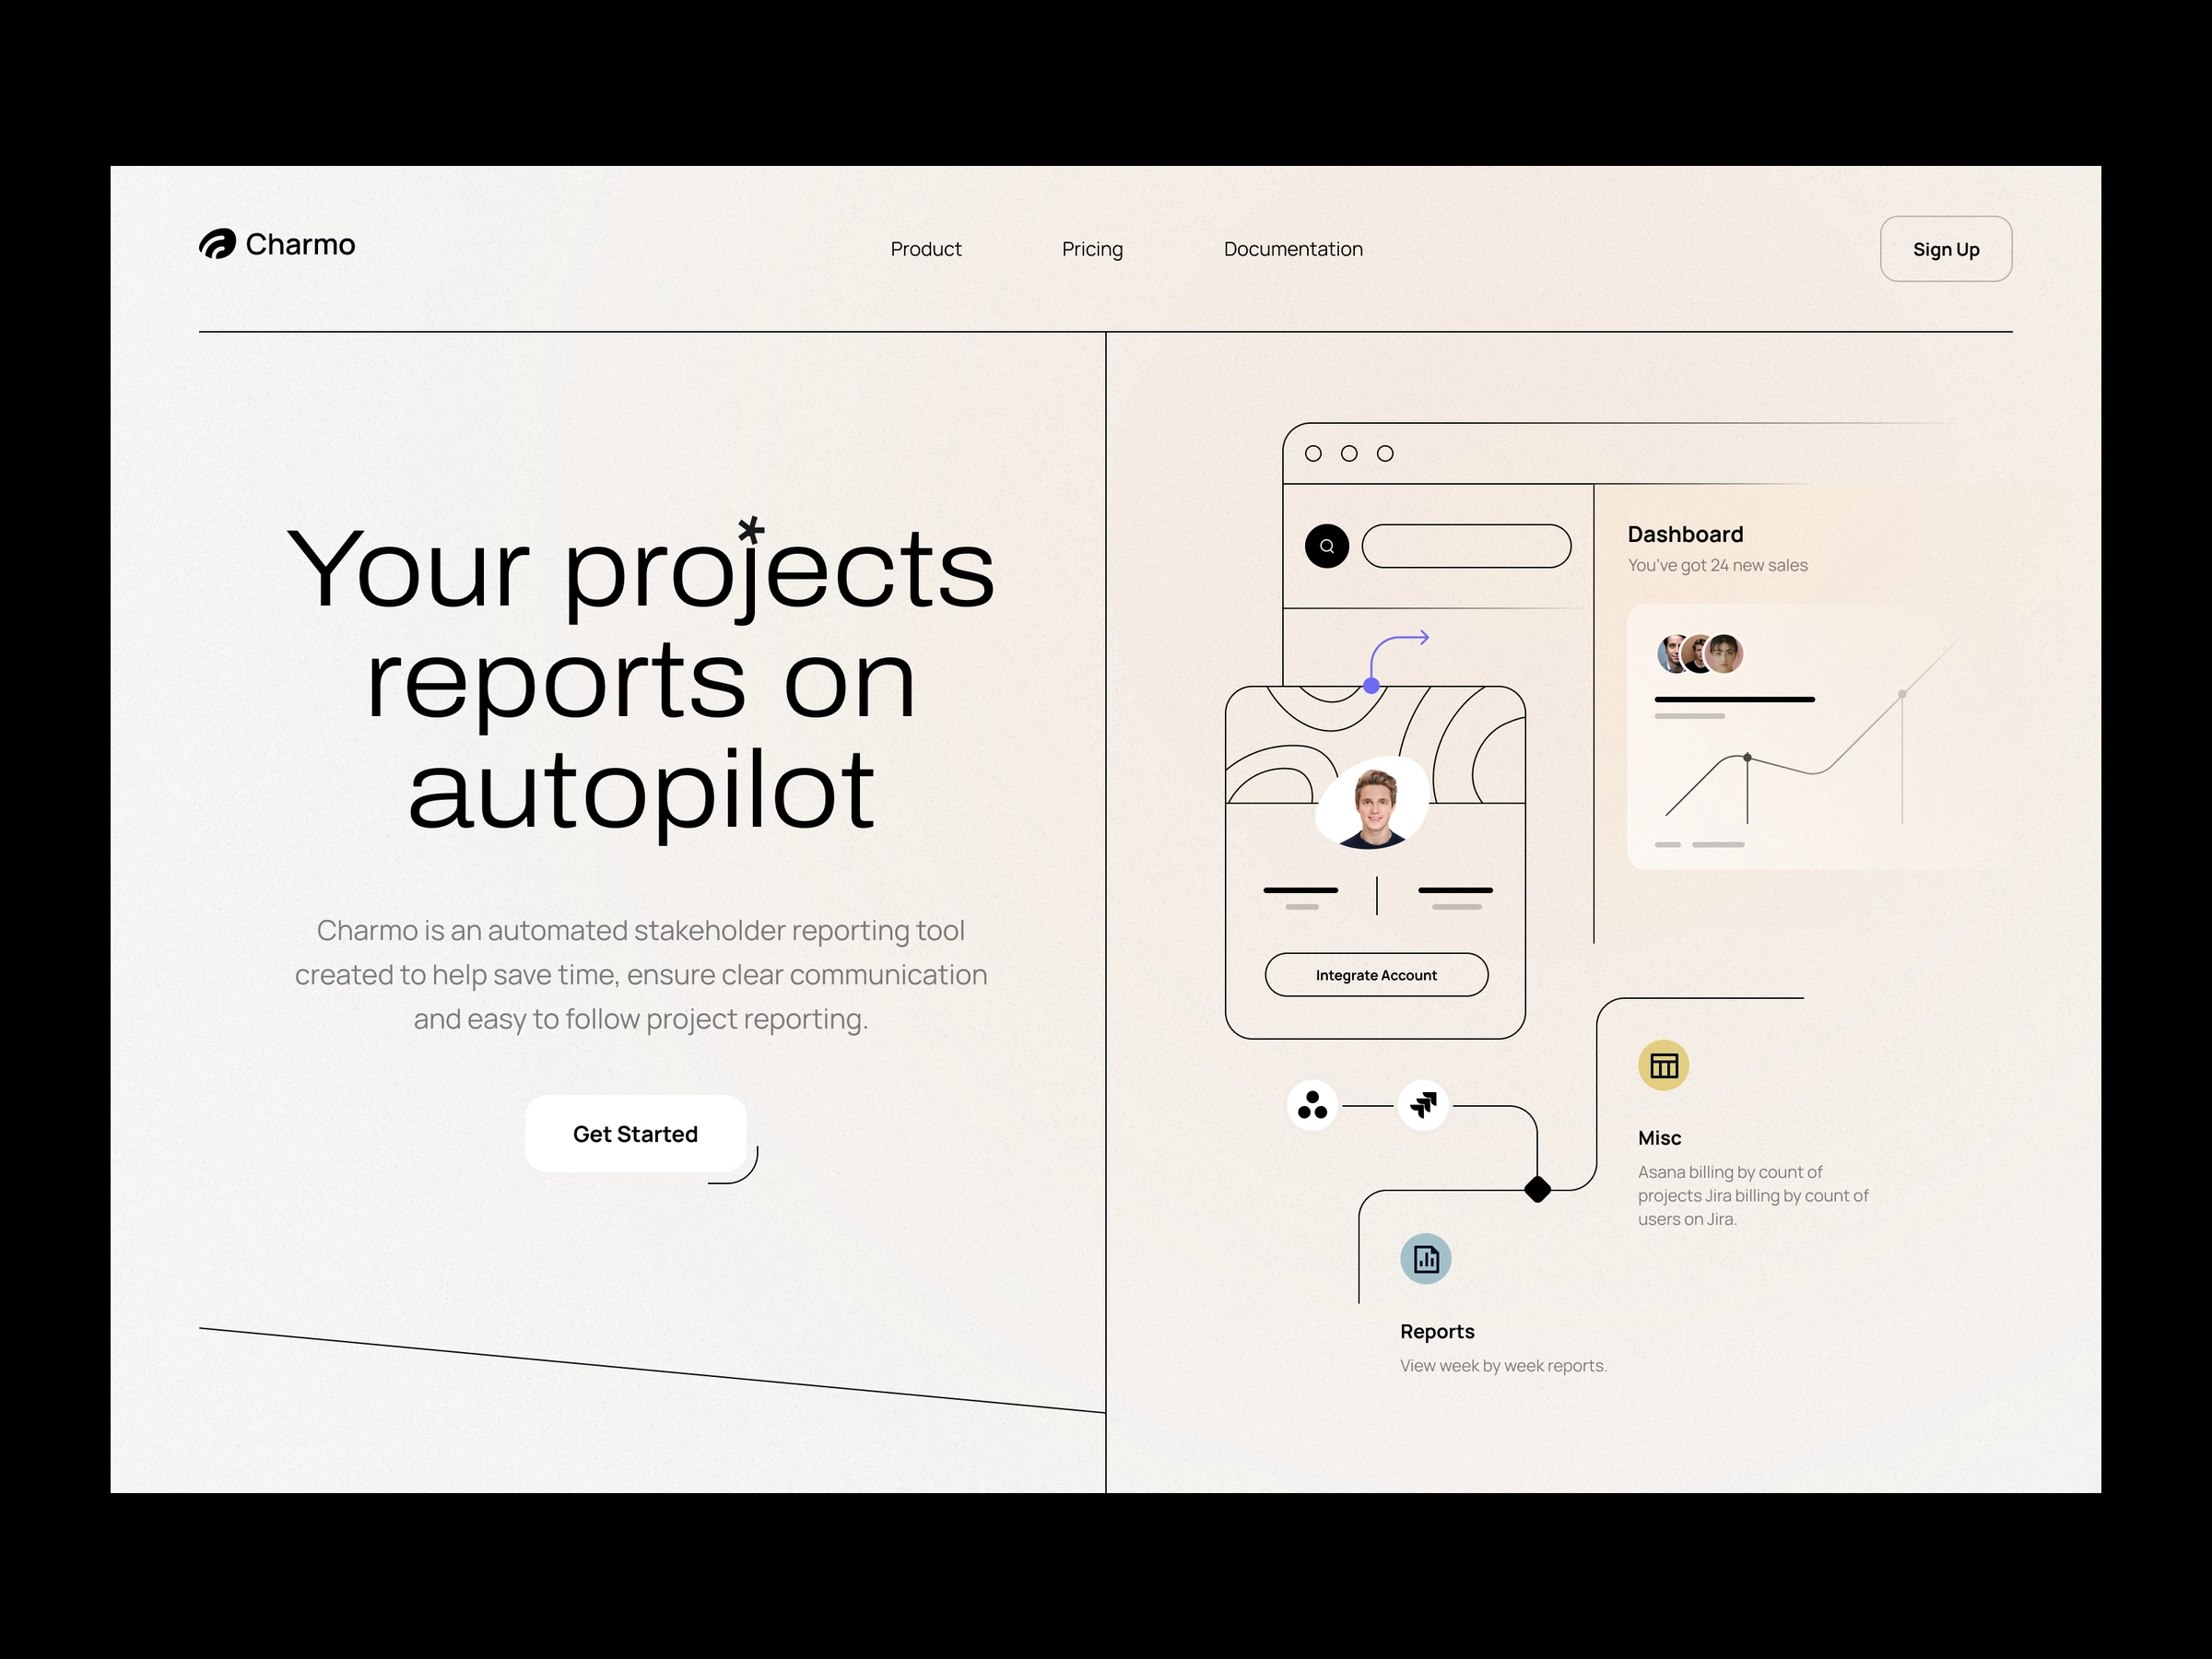 Charmo
Product
Pricing
Documentation
Sign Up
Your projects
reports on
autopilot
Charmo is an automated stakeholder reporting tool
created to help save time, ensure clear communication
and easy to follow project reporting.
Get Started
Dashboard
You've got 24 new sales
Integrate Account
Misc
Asana billing by count of
projects Jira billing by count of
users on Jira.
Reports
View week by week reports.